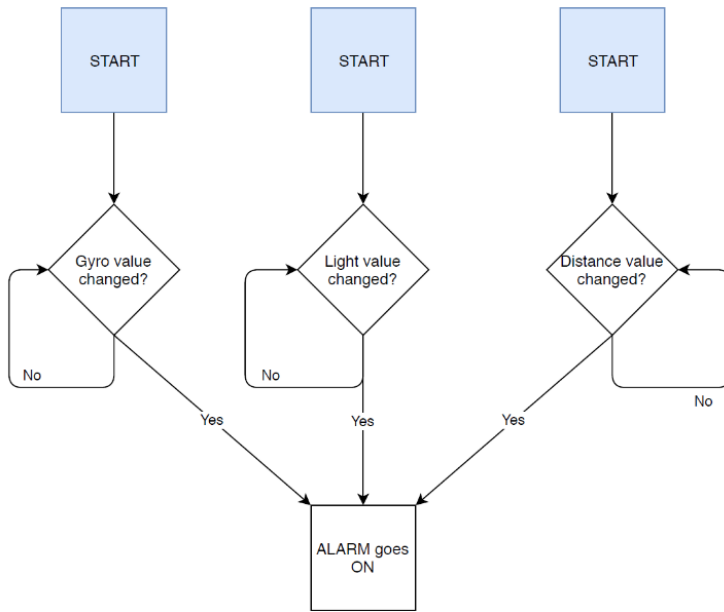 START
START
START
Gyro value
changed?
Light value
changed?
Distance value
changed?
No
No
No
Yes
Yes
Yes
ALARM goes
ON